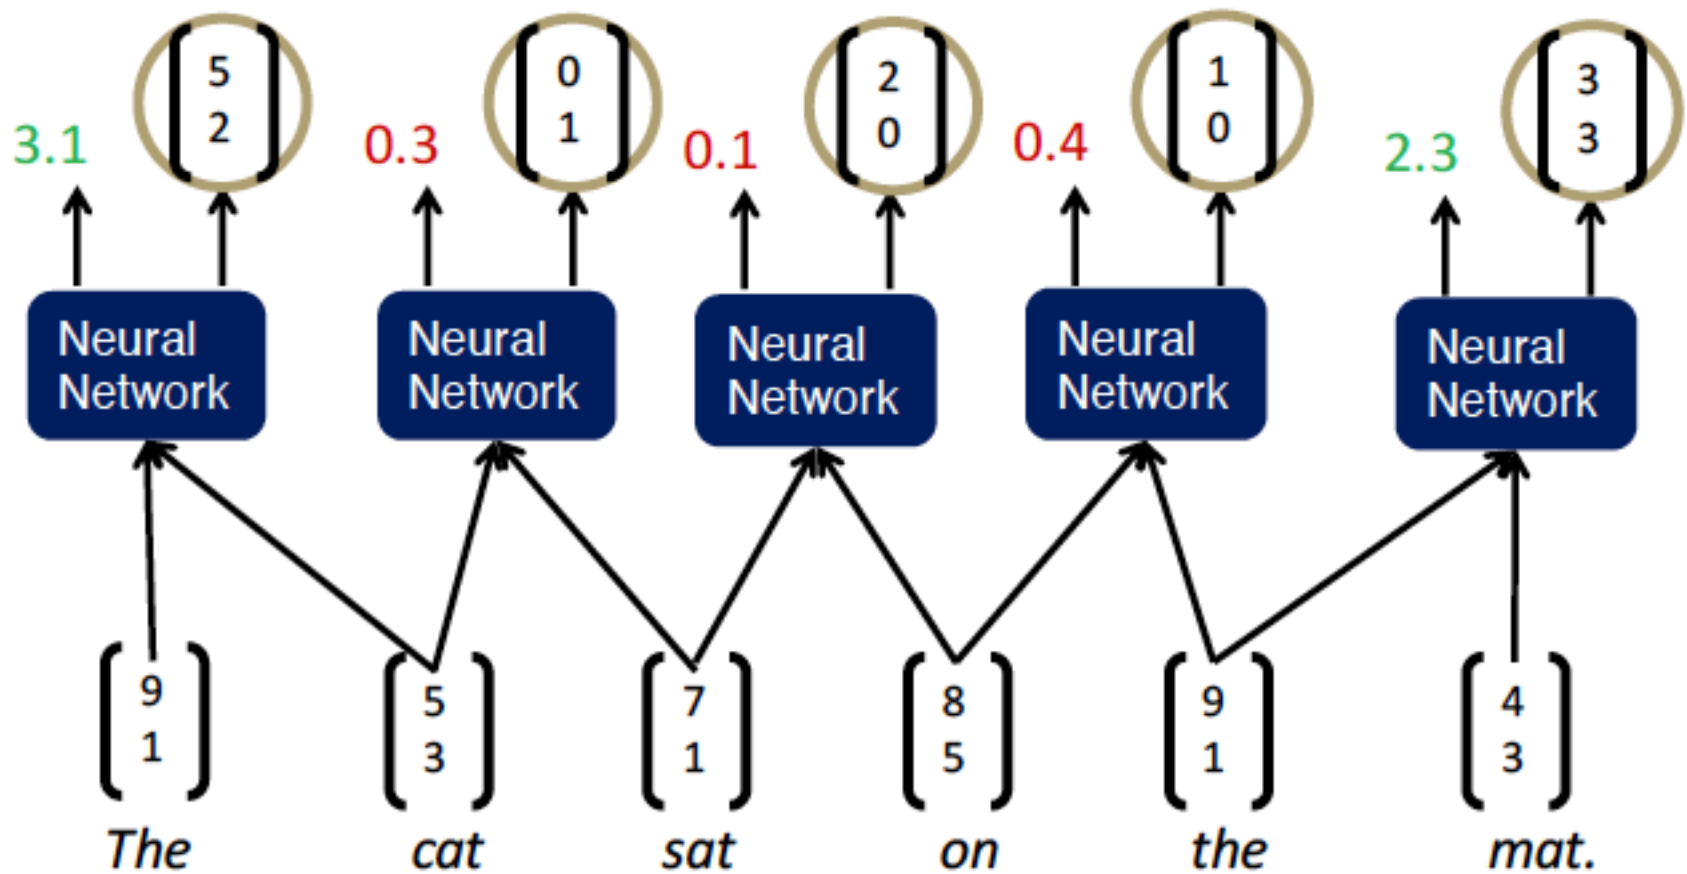 5 0 2 1 3
2 1 0 0 3
3.1 0.3 0.1 0.4 2.3
Neural Neural Neural Neural Neural
Network Network Network Network Network
9 5 7 8 9 4
1 3 1 5 1 3
The cat sat on the mat.